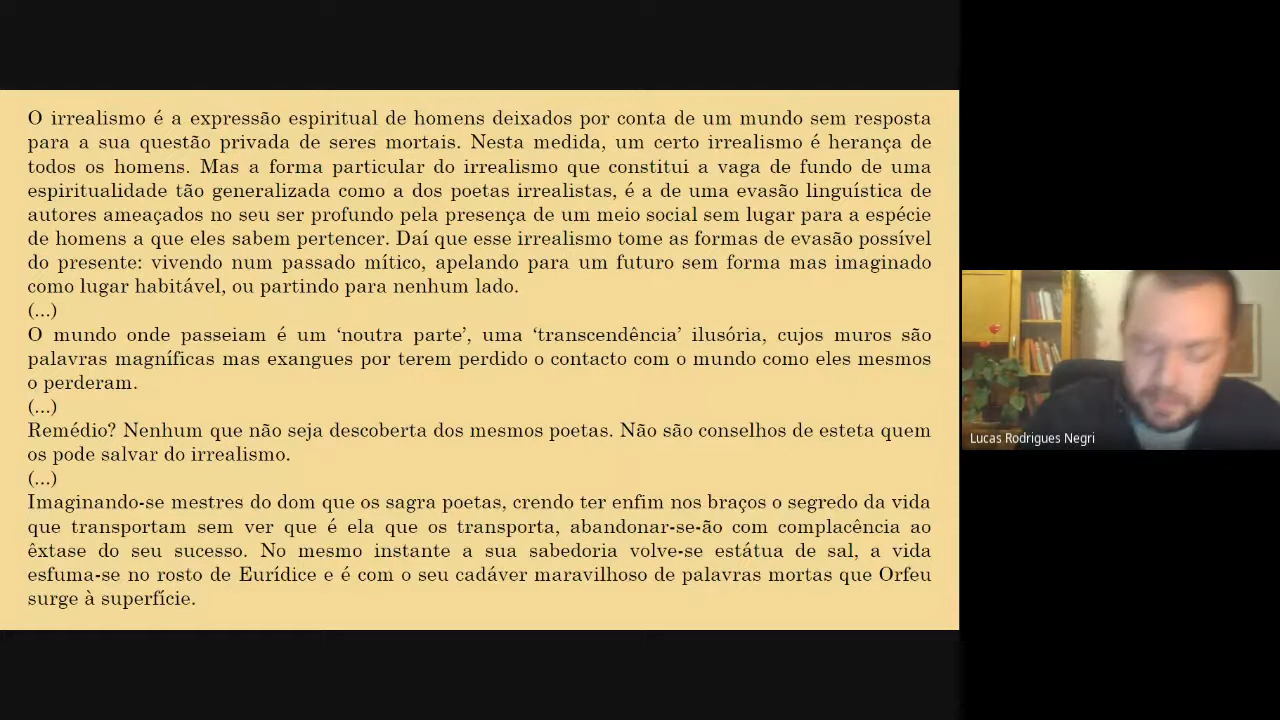 O irrealismo é a expressão espiritual de homens deixados por conta de um mundo sem resposta
para a sua questão privada de seres mortais. Nesta medida, um certo irrealismo é herança de
todos os homens. Mas a forma particular do irrealismo que constitui a vaga de fundo de uma
espiritualidade tão generalizada como a dos poetas irrealistas, é a de uma evasão linguística de
autores ameaçados no seu ser profundo pela presença de um meio social sem lugar para a espécie
de homens a que eles sabem pertencer. Daí que esse irrealismo tome as formas de evasão possível
do presente: vivendo num passado mítico, apelando para um futuro sem forma mas imaginado
como lugar habitável, ou partindo para nenhum lado.
(...)
O mundo onde passeiam é um ‘noutra parte’, uma ‘transcendência’ ilusória, cujos muros são
palavras magníficas mas exangues por terem perdido o contacto com o mundo como eles mesmos
o perderam.
(...)
Remédio? Nenhum que não seja descoberta dos mesmos poetas. Não são conselhos de esteta quem
os pode salvar do irrealismo.
(...)
Imaginando-se mestres do dom que os sagra poetas, crendo ter enfim nos braços o segredo da vida
que transportam sem ver que é ela que os transporta, abandonar-se-ão com complacência ao
êxtase do seu sucesso. No mesmo instante a sua sabedoria volve-se estátua de sal, a vida
esfuma-se no rosto de Eurídice e é com o seu cadáver maravilhoso de palavras mortas que Orfeu
surge à superfície.
Lucas Rodrigues Negri